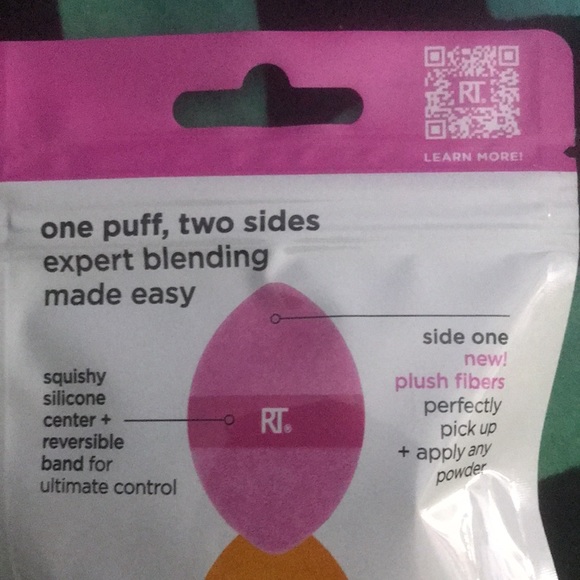 RT
LEARN MORE!
one puff, two sides
expert blending
made easy
side one
new!
plush fibers
perfectly
pick up
+ apply any
powder
squishy
silicone
center +
reversible
band for
ultimate control
RT®